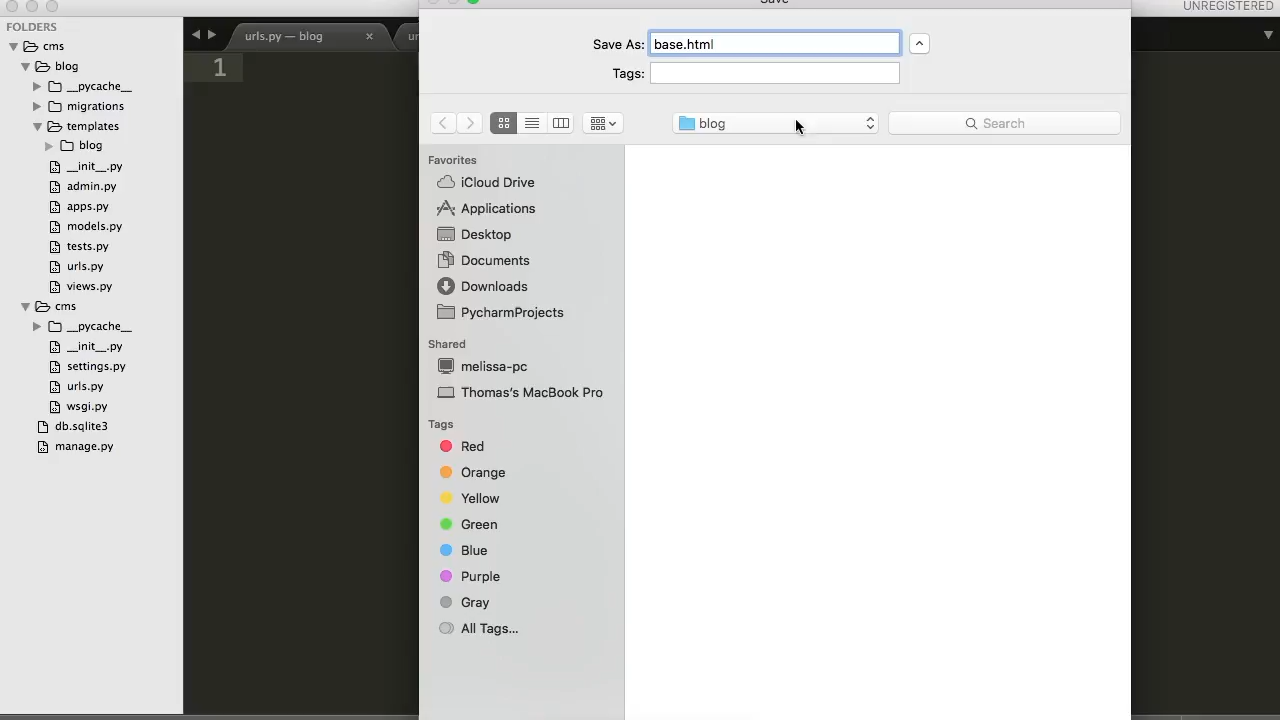 UNREGISTERED
FOLDERS
cms
blog
__pycache__
migrations
templates
blog
__init__.py
admin.py
apps.py
models.py
tests.py
urls.py
views.py
cms
__pycache__
__init__.py
settings.py
urls.py
wsgi.py
db.sqlite3
manage.py
urls.py — blog
1
Save As: base.html
Tags:
blog
Search
Favorites
iCloud Drive
Applications
Desktop
Documents
Downloads
PycharmProjects
Shared
melissa-pc
Thomas’s MacBook Pro
Tags
Red
Orange
Yellow
Green
Blue
Purple
Gray
All Tags...